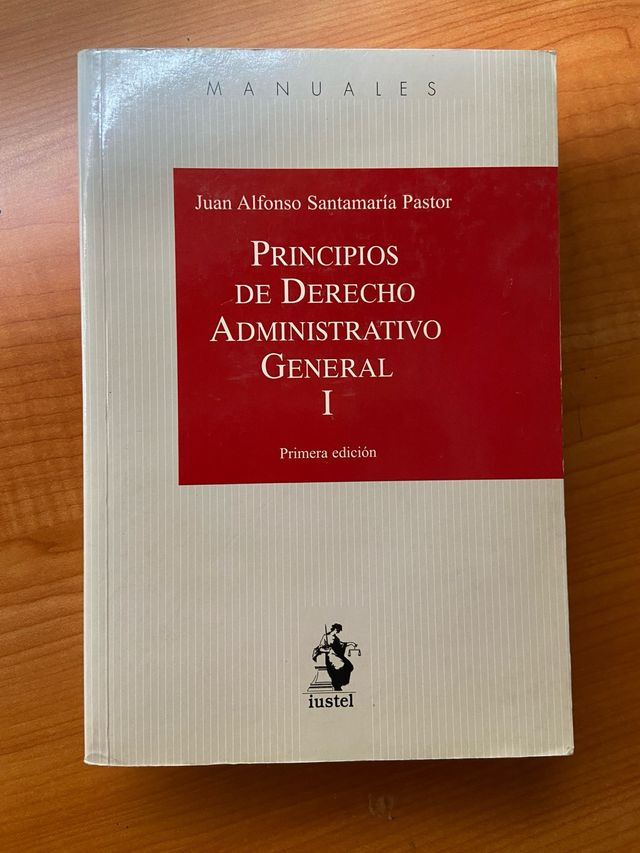 MANUALES
Juan Alfonso Santamaría Pastor
PRINCIPIOS
DE DERECHO
ADMINISTRATIVO
GENERAL
I
Primera edición
iustel